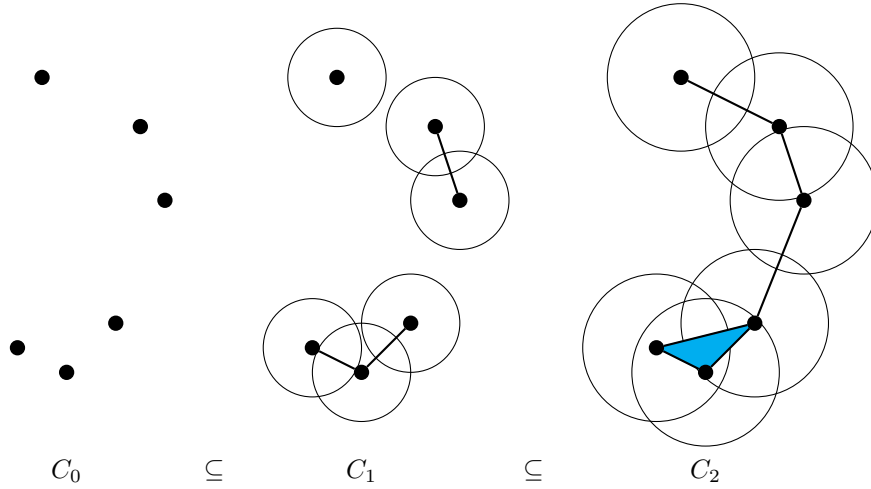 C₀ ⊆ C₁ ⊆ C₂